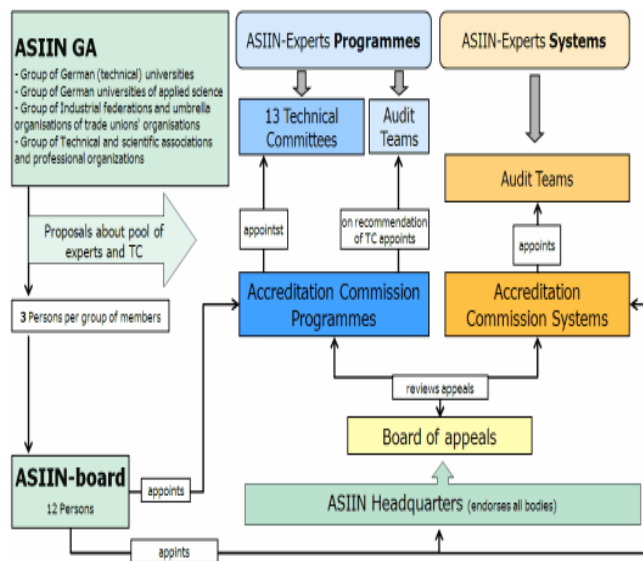 ASIIN GA
- Group of German (technical) universities
- Group of German universities of applied science
- Group of Industrial federations and umbrella
organisations of trade unions' organisations
- Group of Technical and scientific associations
and professional organizations
ASIIN-Experts Programmes
ASIIN-Experts Systems
13 Technical
Committees
Audit
Teams
Audit Teams
Proposals about pool of
experts and TC
appointst
on recommendation
of TC appoints
appoints
3 Persons per group of members
Accreditation Commission
Programmes
Accreditation
Commission Systems
reviews appeals
Board of appeals
ASIIN-board
12 Persons
appoints
ASIIN Headquarters (endorses all bodies)
appints